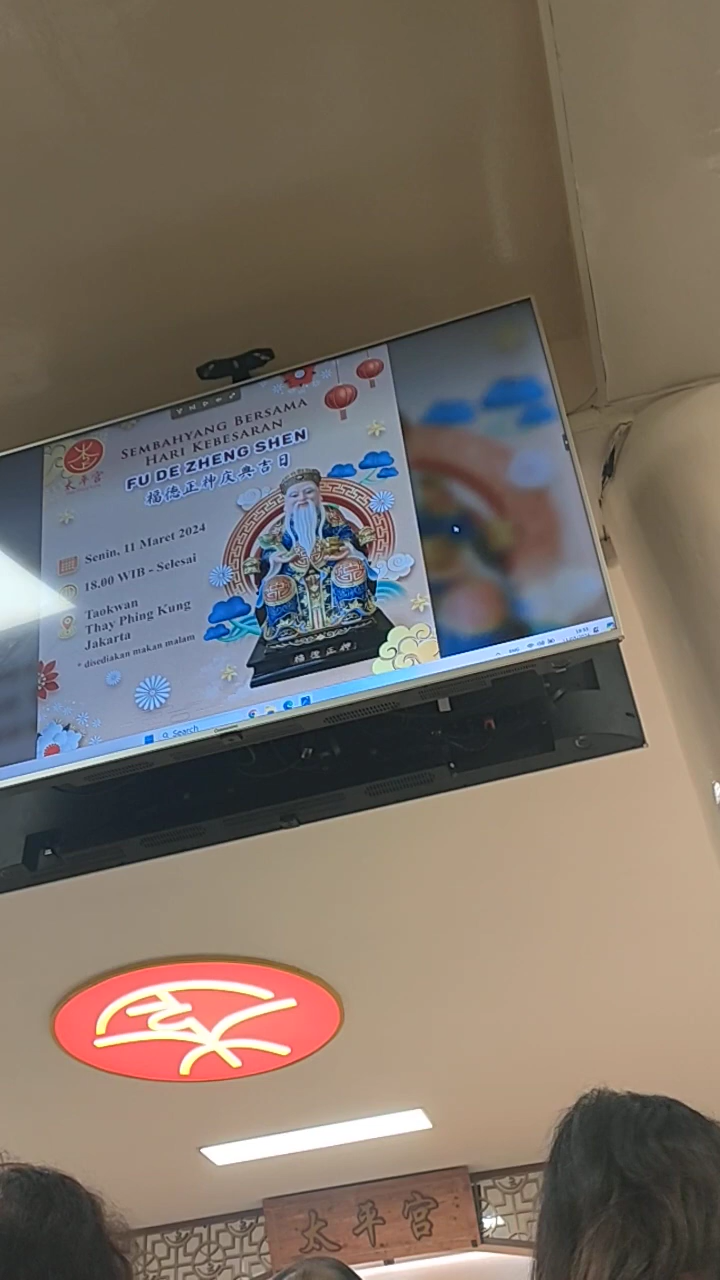 SEMBAHYANG BERSAMA
HARI KEBESARAN
FU DE ZHENG SHEN
福德正神庆典吉日
太平宫
Senin, 11 Maret 2024
18.00 WIB - Selesai
Taokwan
Thay Phing Kung
Jakarta
* disediakan makan malam
福德正神
Search
太平宫